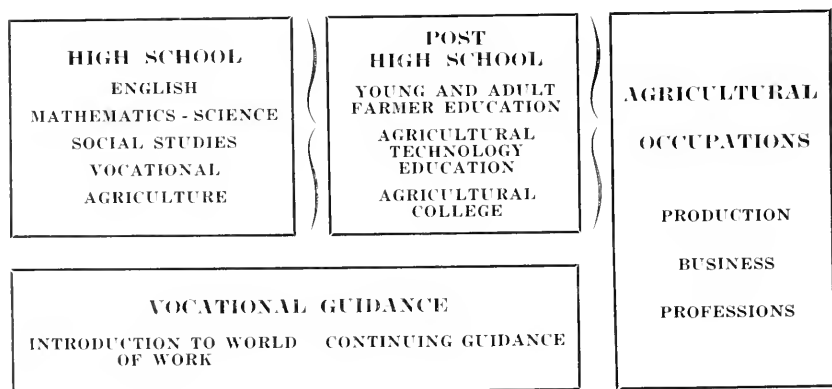 HIGH SCHOOL
ENGLISH
MATHEMATICS - SCIENCE
SOCIAL STUDIES
VOCATIONAL
AGRICULTURE
POST
HIGH SCHOOL
YOUNG AND ADULT
FARMER EDUCATION
AGRICULTURAL
TECHNOLOGY
EDUCATION
AGRICULTURAL
COLLEGE
AGRICULTURAL
OCCUPATIONS
PRODUCTION
BUSINESS
PROFESSIONS
VOCATIONAL GUIDANCE
INTRODUCTION TO WORLD
OF WORK
CONTINUING GUIDANCE